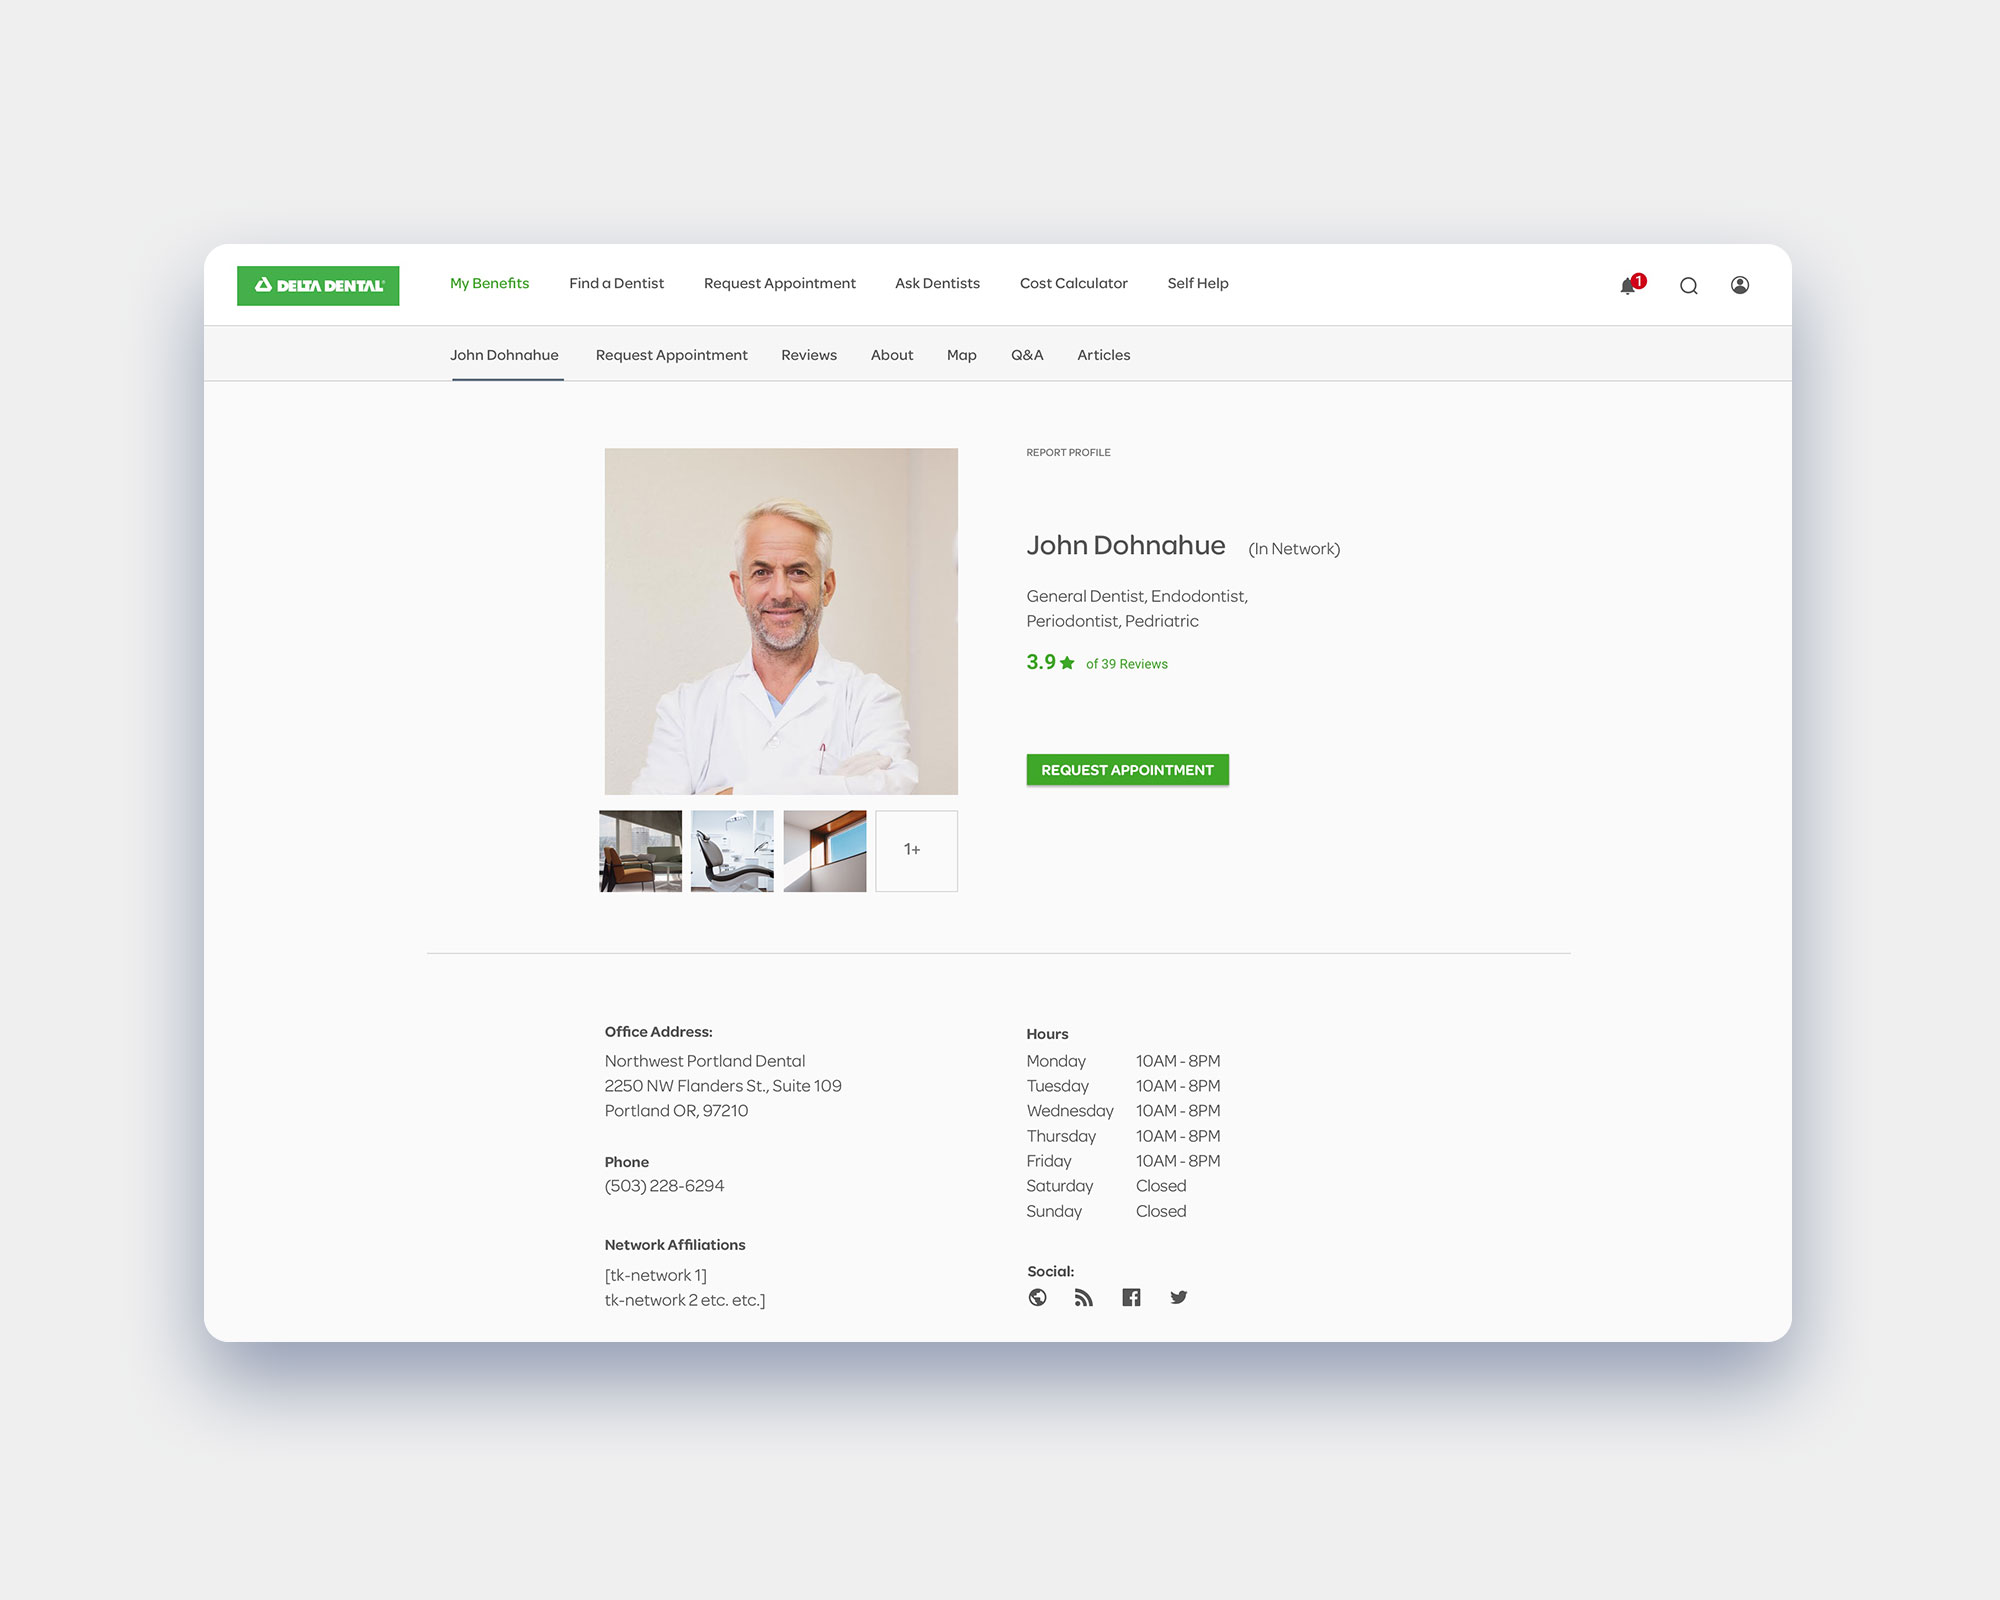 DELTA DENTAL
My Benefits
Find a Dentist
Request Appointment
Ask Dentists
Cost Calculator
Self Help
1
John Dohnahue
Request Appointment
Reviews
About
Map
Q&A
Articles
REPORT PROFILE
John Dohnahue (In Network)
General Dentist, Endodontist,
Periodontist, Pedriatric
3.9 of 39 Reviews
REQUEST APPOINTMENT
1+
Office Address:
Northwest Portland Dental
2250 NW Flanders St., Suite 109
Portland OR, 97210
Phone
(503) 228-6294
Network Affiliations
[tk-network 1]
tk-network 2 etc. etc.]
Hours
Monday 10AM - 8PM
Tuesday 10AM - 8PM
Wednesday 10AM - 8PM
Thursday 10AM - 8PM
Friday 10AM - 8PM
Saturday Closed
Sunday Closed
Social: